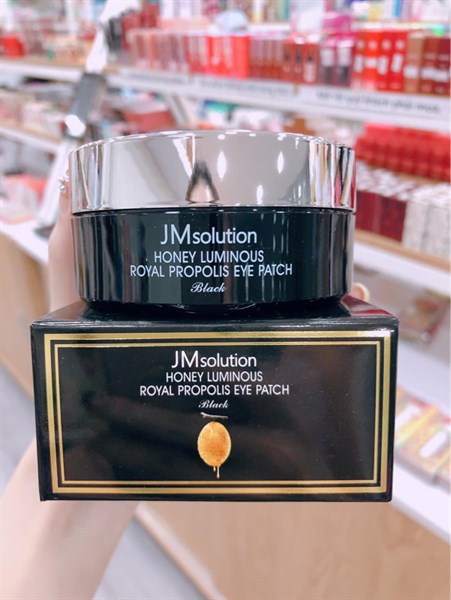 JMsolution
HONEY LUMINOUS
ROYAL PROPOLIS EYE PATCH
Black
JMsolution
HONEY LUMINOUS
ROYAL PROPOLIS EYE PATCH
Black